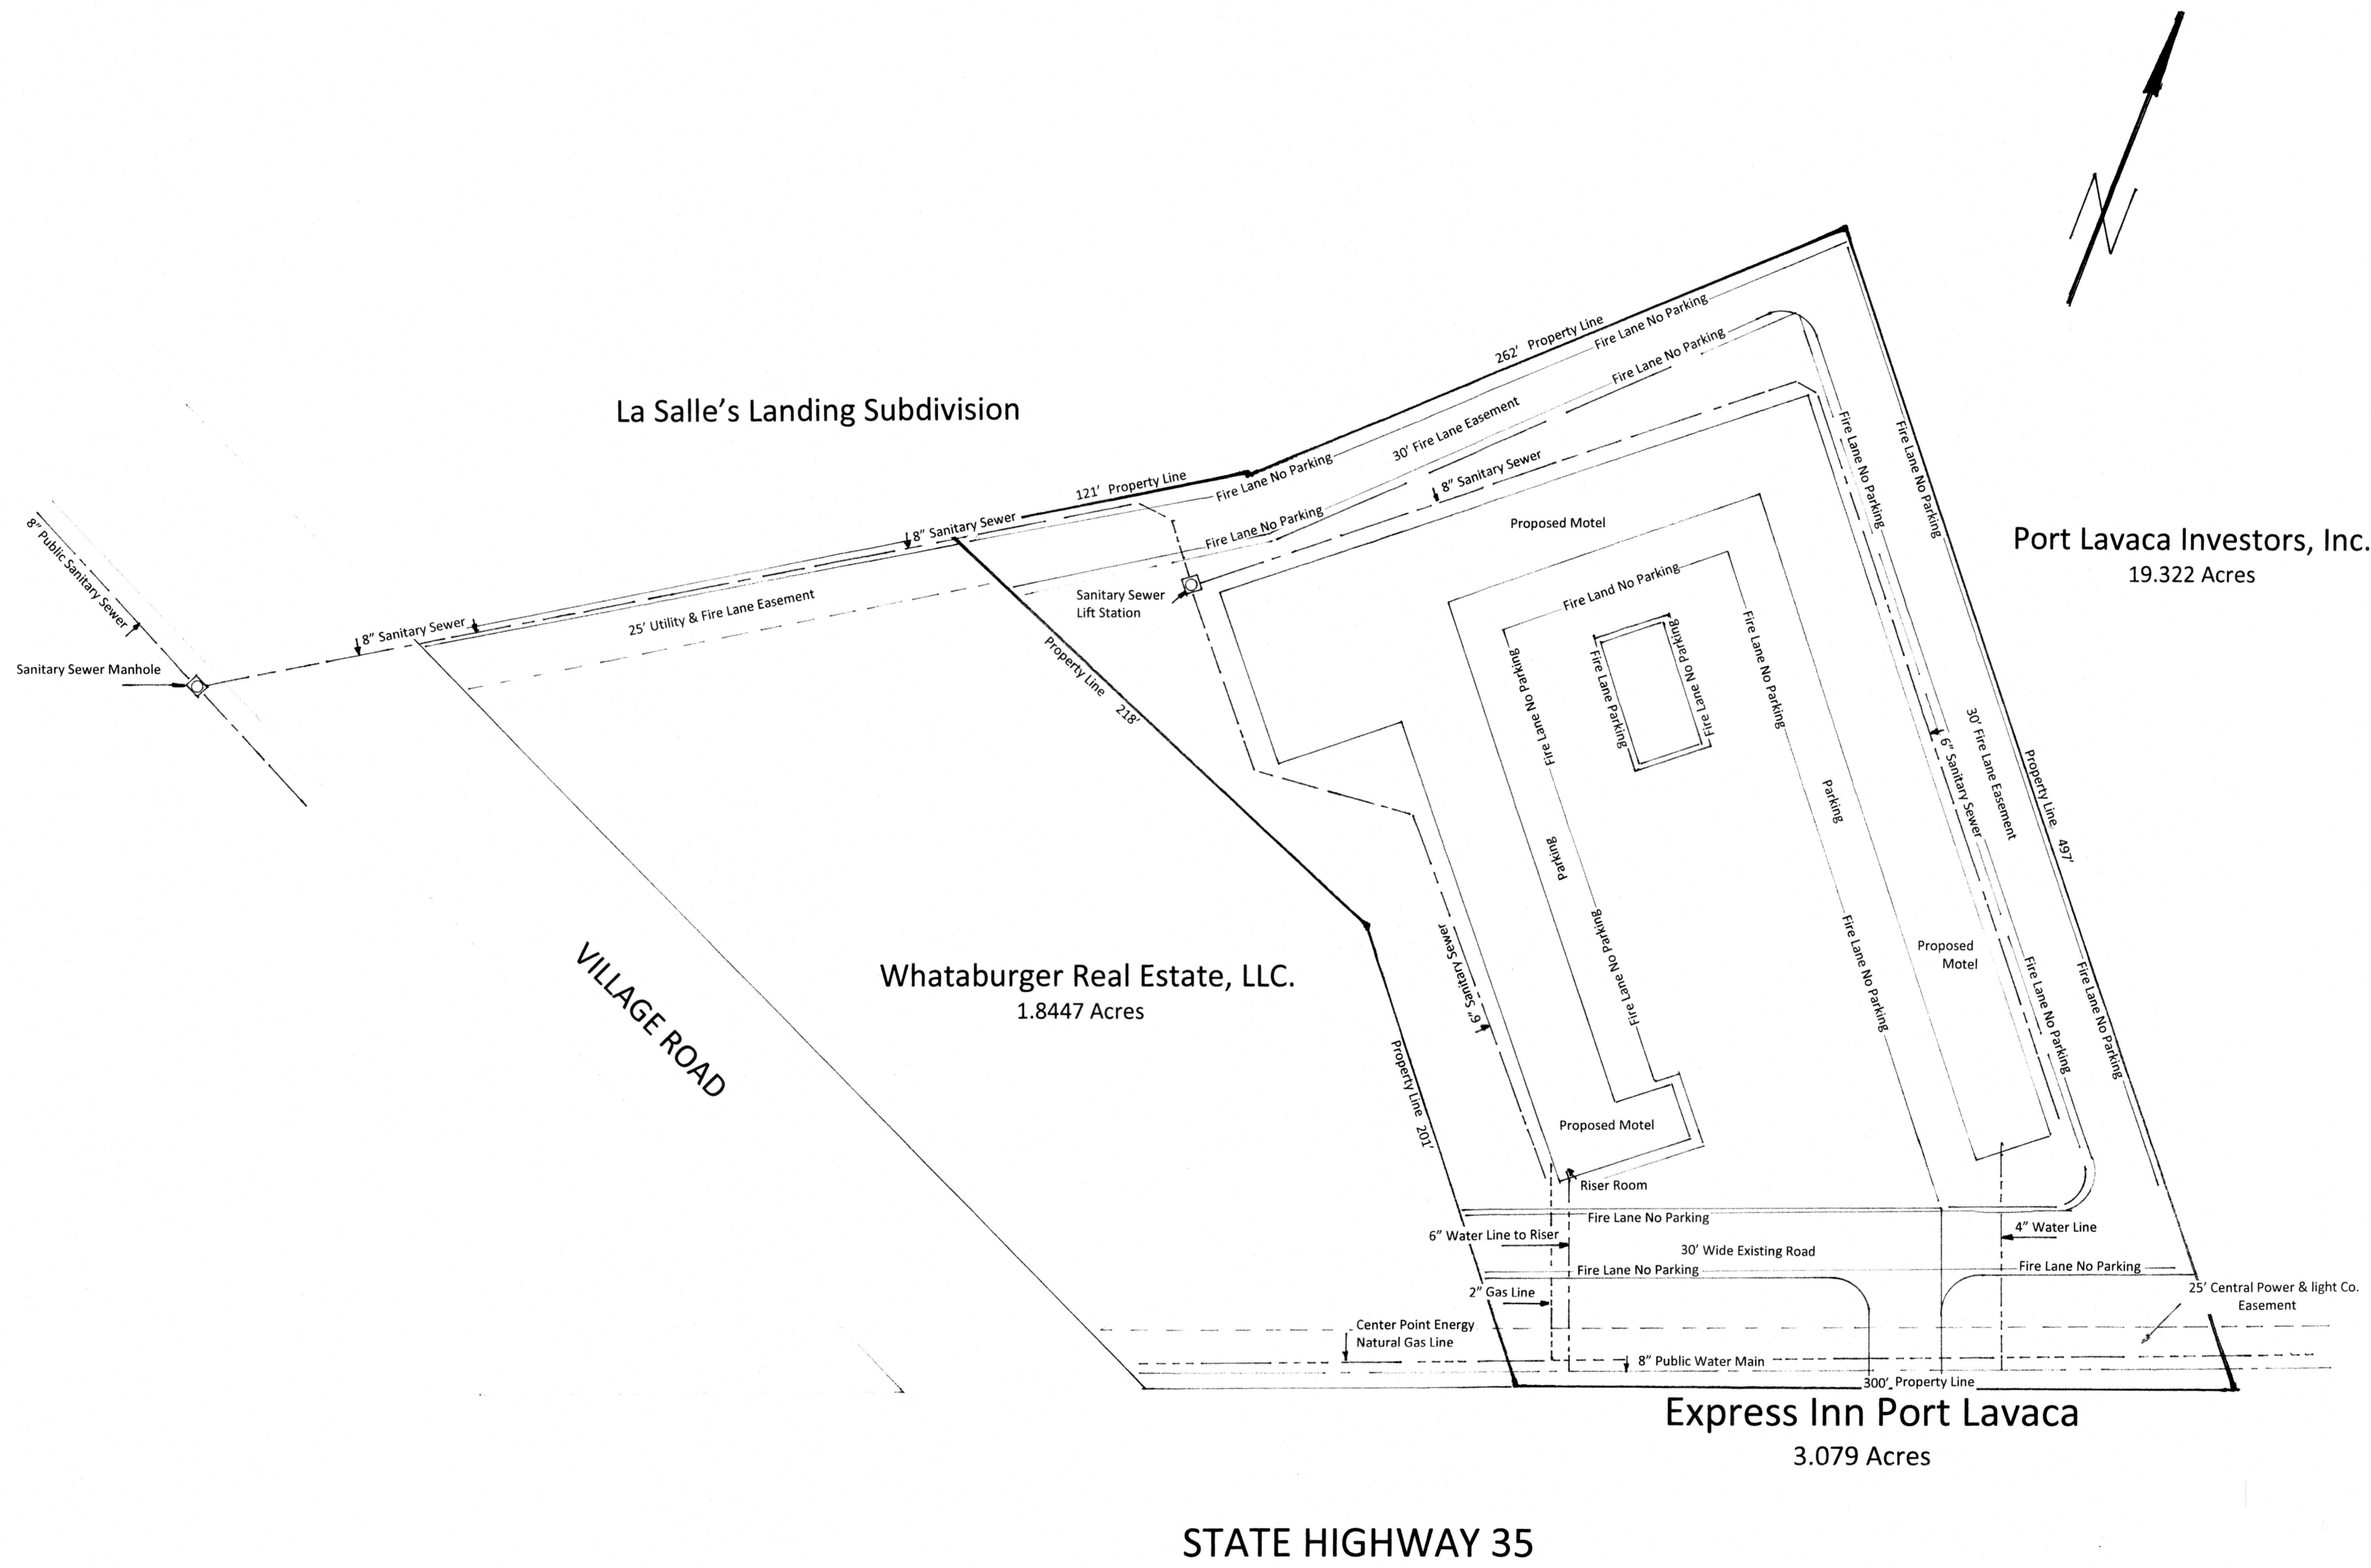 262' Property Line
Fire Lane No Parking
Fire Lane No Parking
La Salle's Landing Subdivision
30' Fire Lane Easement
Fire Lane No Parking
Fire Lane No Parking
121' Property Line
Fire Lane No Parking
8" Sanitary Sewer
8" Sanitary Sewer
Fire Lane No Parking
Proposed Motel
Port Lavaca Investors, Inc.
19.322 Acres
8" Public Sanitary Sewer
Sanitary Sewer
Lift Station
Fire Land No Parking
25' Utility & Fire Lane Easement
8" Sanitary Sewer
Sanitary Sewer Manhole
Property Line 218'
Fire Lane No Parking
Fire Lane Parking
Fire Lane No Parking
Fire Lane No Parking
Parking
Parking
6" Sanitary Sewer
30' Fire Lane Easement
Property Line 497'
VILLAGE ROAD
Whataburger Real Estate, LLC.
1.8447 Acres
6" Sanitary Sewer
Fire Lane No Parking
Fire Lane No Parking
Fire Lane No Parking
Proposed
Motel
Fire Lane No Parking
Fire Lane No Parking
Property Line 201'
Proposed Motel
Riser Room
Fire Lane No Parking
4" Water Line
6" Water Line to Riser
30' Wide Existing Road
Fire Lane No Parking
Fire Lane No Parking
2" Gas Line
25' Central Power & light Co.
Easement
Center Point Energy
Natural Gas Line
8" Public Water Main
300' Property Line
Express Inn Port Lavaca
3.079 Acres
STATE HIGHWAY 35